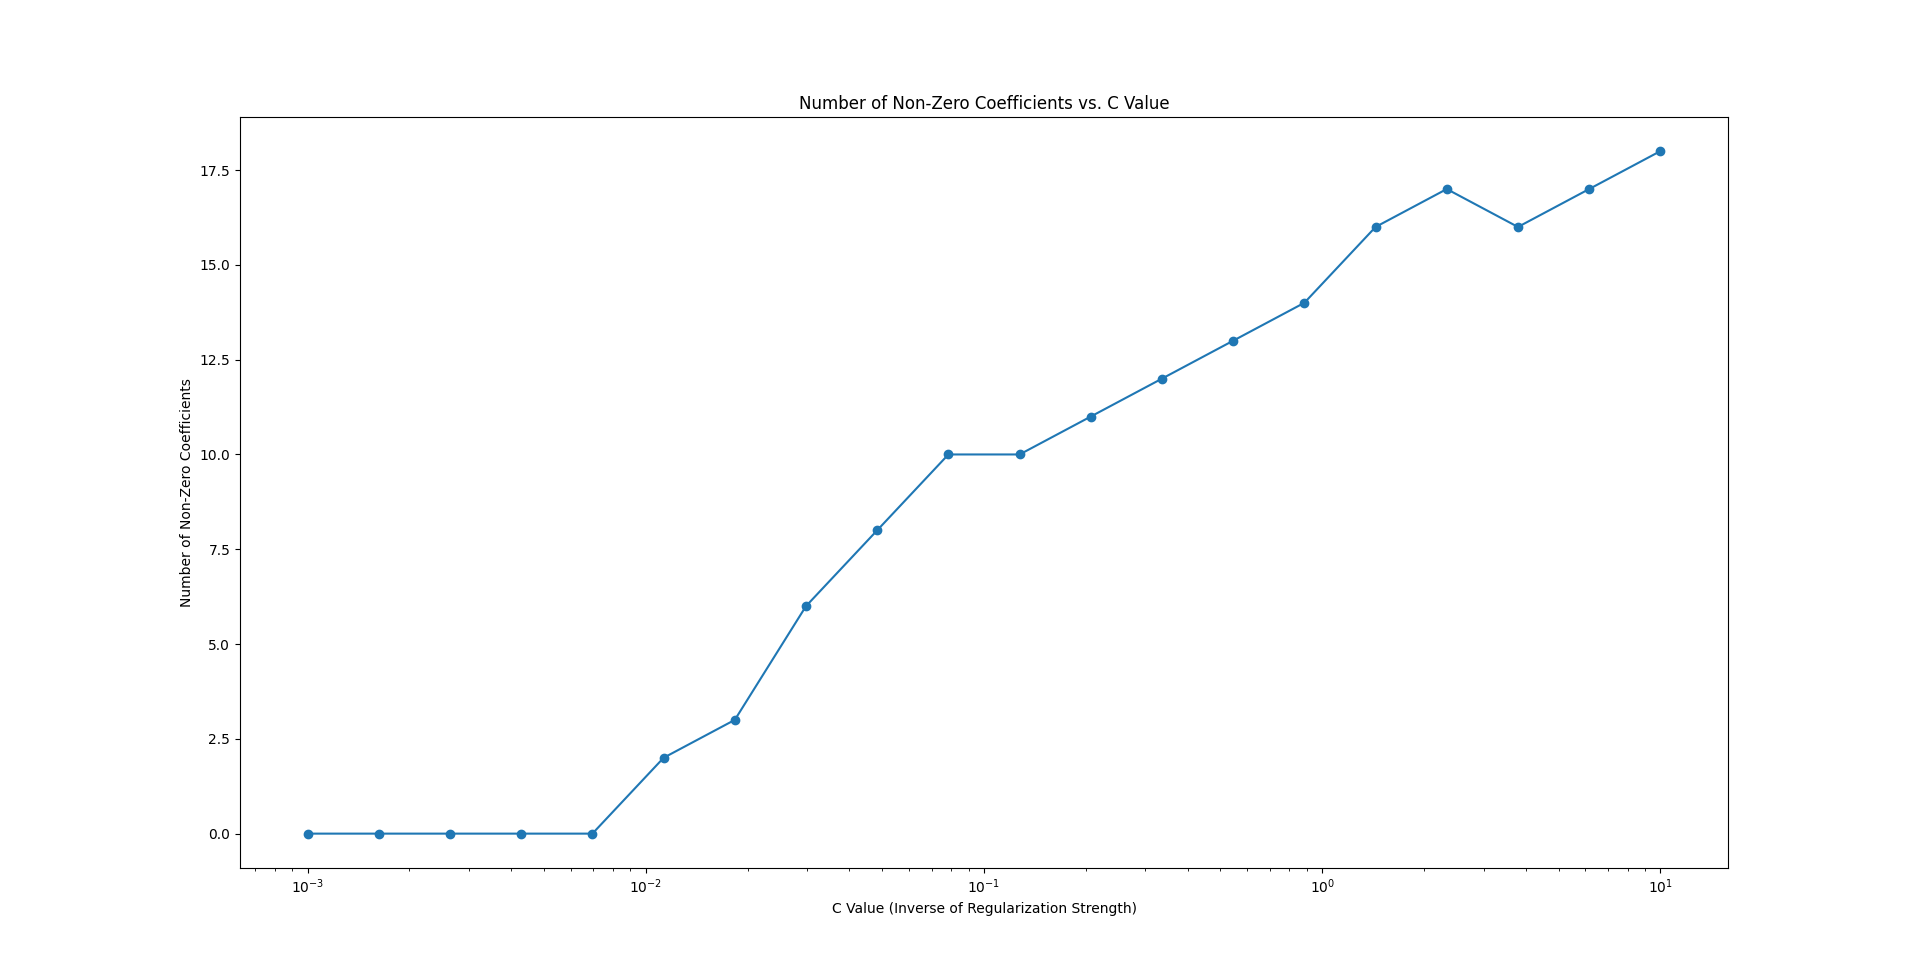 Number of Non-Zero Coefficients vs. C Value
Number of Non-Zero Coefficients
17.5
15.0
12.5
10.0
7.5
5.0
2.5
0.0
10⁻³ 10⁻² 10⁻¹ 10⁰ 10¹
C Value (Inverse of Regularization Strength)